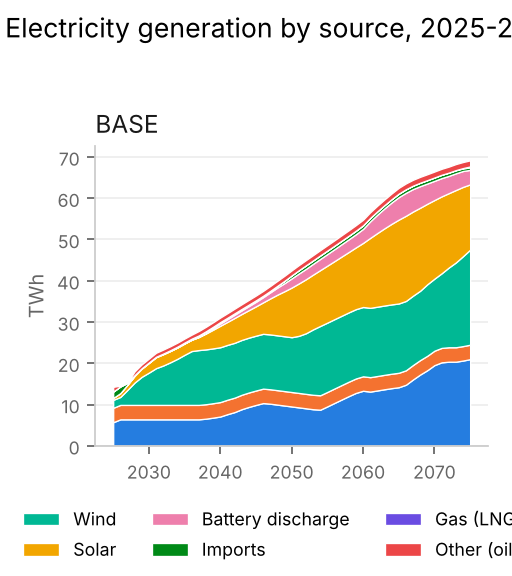 Electricity generation by source, 2025-2
BASE
70
60
50
40
30
20
10
0
TWh
2030 2040 2050 2060 2070
Wind Battery discharge Gas (LNG
Solar Imports Other (oil